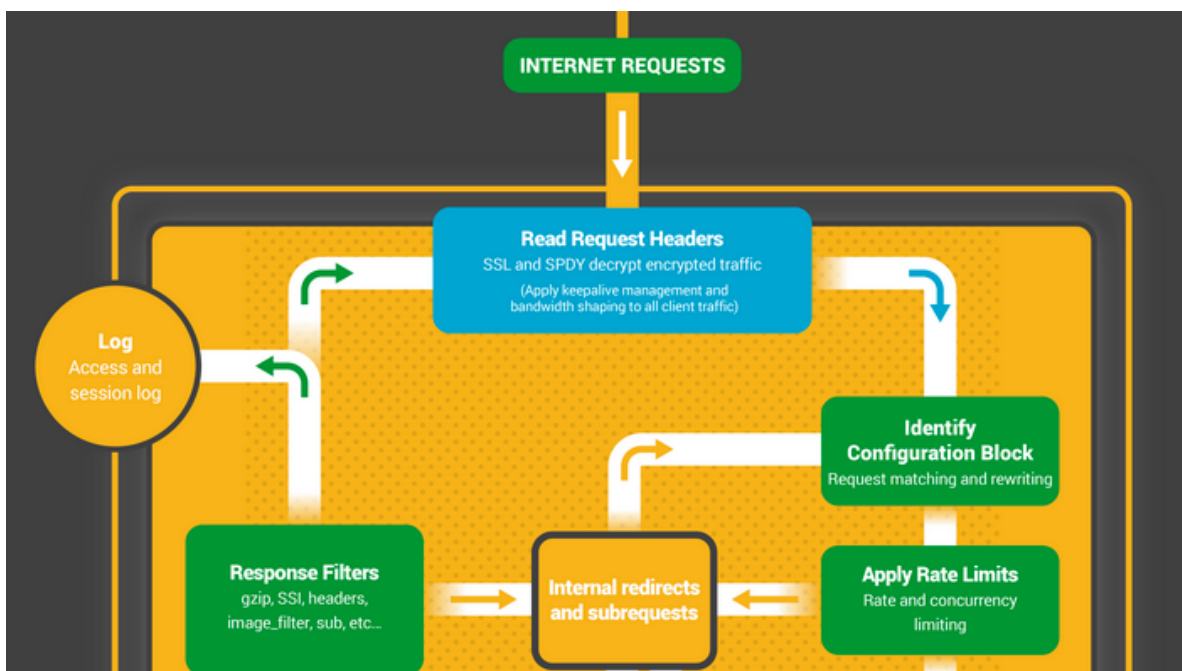 INTERNET REQUESTS
Read Request Headers
SSL and SPDY decrypt encrypted traffic
(Apply keepalive management and
bandwidth shaping to all client traffic)
Log
Access and
session log
Identify
Configuration Block
Request matching and rewriting
Response Filters
gzip, SSI, headers,
image_filter, sub, etc...
Internal redirects
and subrequests
Apply Rate Limits
Rate and concurrency
limiting